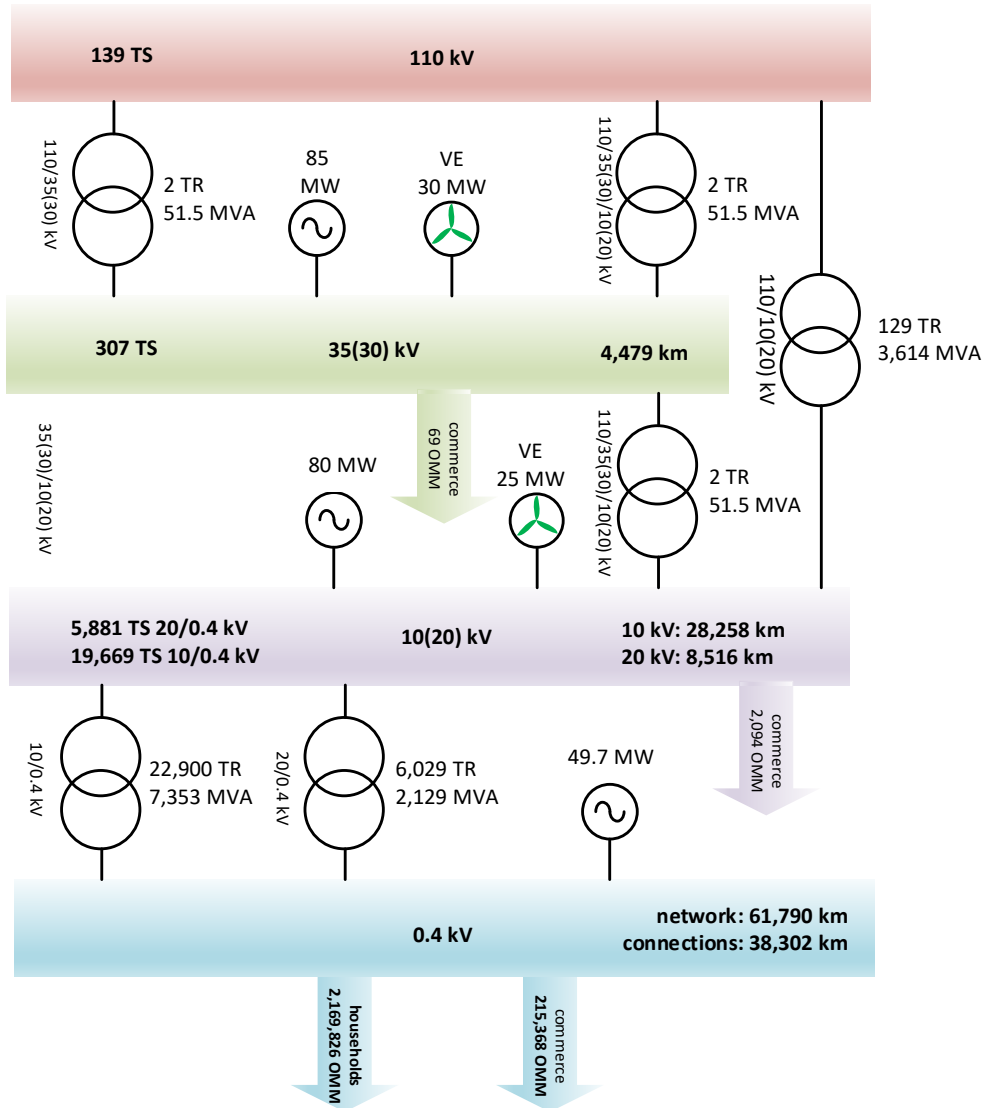 139 TS
110 kV
110/35(30) kV
2 TR
51.5 MVA
85
MW
VE
30 MW
110/35(30)/10(20) kV
2 TR
51.5 MVA
110/10(20) kV
129 TR
3,614 MVA
307 TS
35(30) kV
4,479 km
35(30)/10(20) kV
80 MW
commerce
69 OMM
VE
25 MW
110/35(30)/10(20) kV
2 TR
51.5 MVA
5,881 TS 20/0.4 kV
19,669 TS 10/0.4 kV
10(20) kV
10 kV: 28,258 km
20 kV: 8,516 km
10/0.4 kV
22,900 TR
7,353 MVA
20/0.4 kV
6,029 TR
2,129 MVA
49.7 MW
commerce
2,094 OMM
0.4 kV
network: 61,790 km
connections: 38,302 km
households
2,169,826 OMM
commerce
215,368 OMM